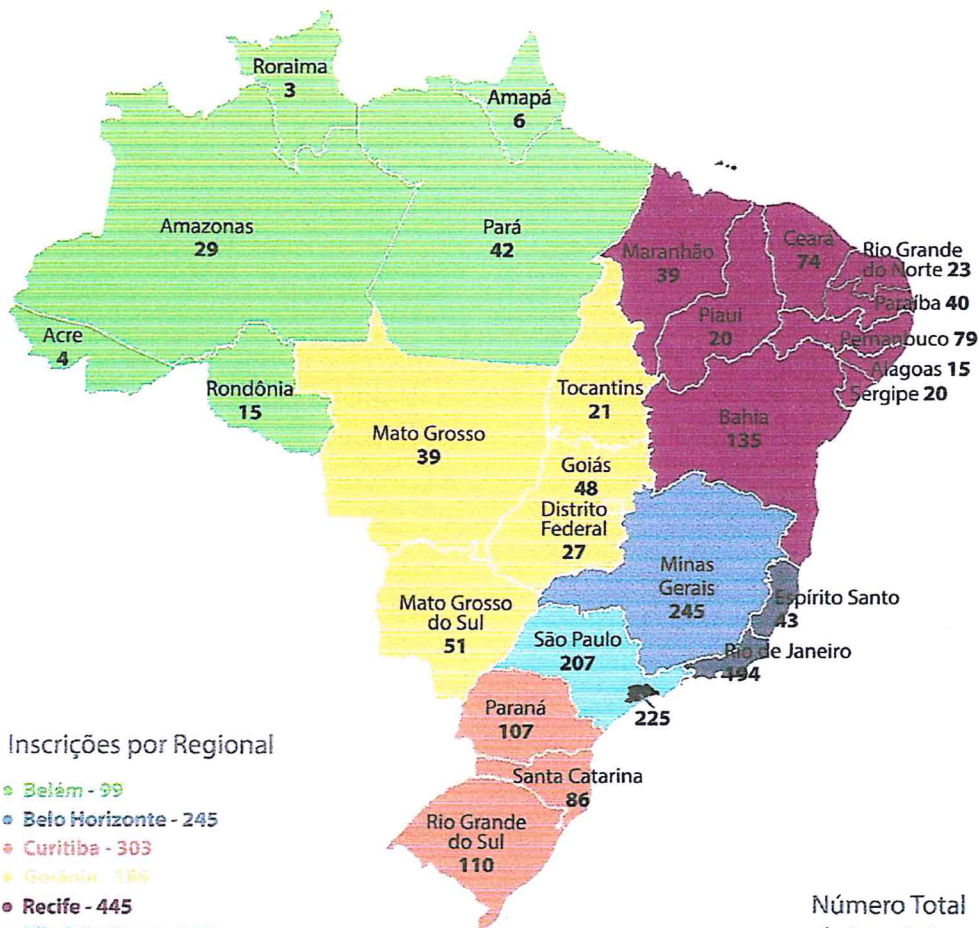 Roraima
3
Amapá
6
Amazonas
29
Pará
42
Maranhão
39
Ceará
74
Rio Grande
do Norte 23
Paraíba 40
Piauí
20
Pernanbuco 79
Alagoas 15
Sergipe 20
Acre
4
Rondônia
15
Tocantins
21
Bahia
135
Mato Grosso
39
Goiás
48
Distrito
Federal
27
Minas
Gerais
245
Espírito Santo
43
Mato Grosso
do Sul
51
São Paulo
207
Rio de Janeiro
194
225
Paraná
107
Santa Catarina
86
Rio Grande
do Sul
110
Inscrições por Regional
Belém - 99
Belo Horizonte - 245
Curitiba - 303
Goiânia - 186
Recife - 445
Número Total